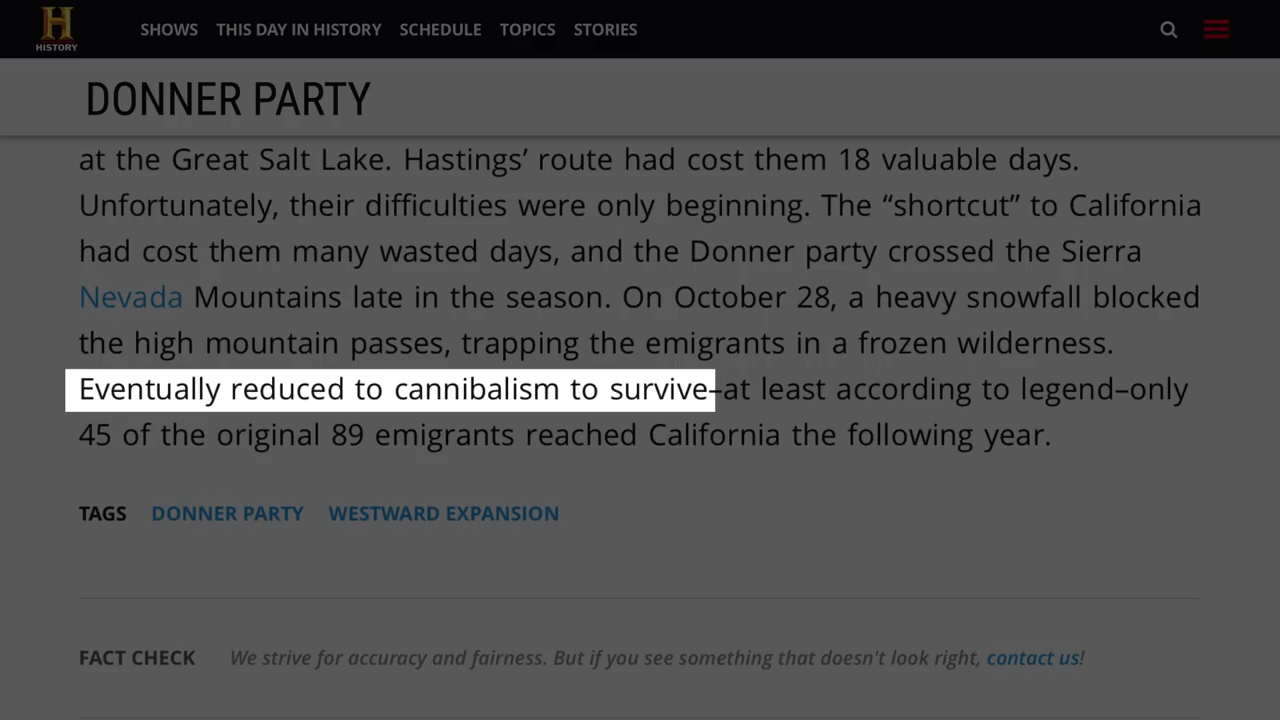 H
HISTORY
SHOWS THIS DAY IN HISTORY SCHEDULE TOPICS STORIES
DONNER PARTY
at the Great Salt Lake. Hastings’ route had cost them 18 valuable days.
Unfortunately, their difficulties were only beginning. The “shortcut” to California
had cost them many wasted days, and the Donner party crossed the Sierra
Nevada Mountains late in the season. On October 28, a heavy snowfall blocked
the high mountain passes, trapping the emigrants in a frozen wilderness.
Eventually reduced to cannibalism to survive–at least according to legend–only
45 of the original 89 emigrants reached California the following year.
TAGS DONNER PARTY WESTWARD EXPANSION
FACT CHECK We strive for accuracy and fairness. But if you see something that doesn't look right, contact us!